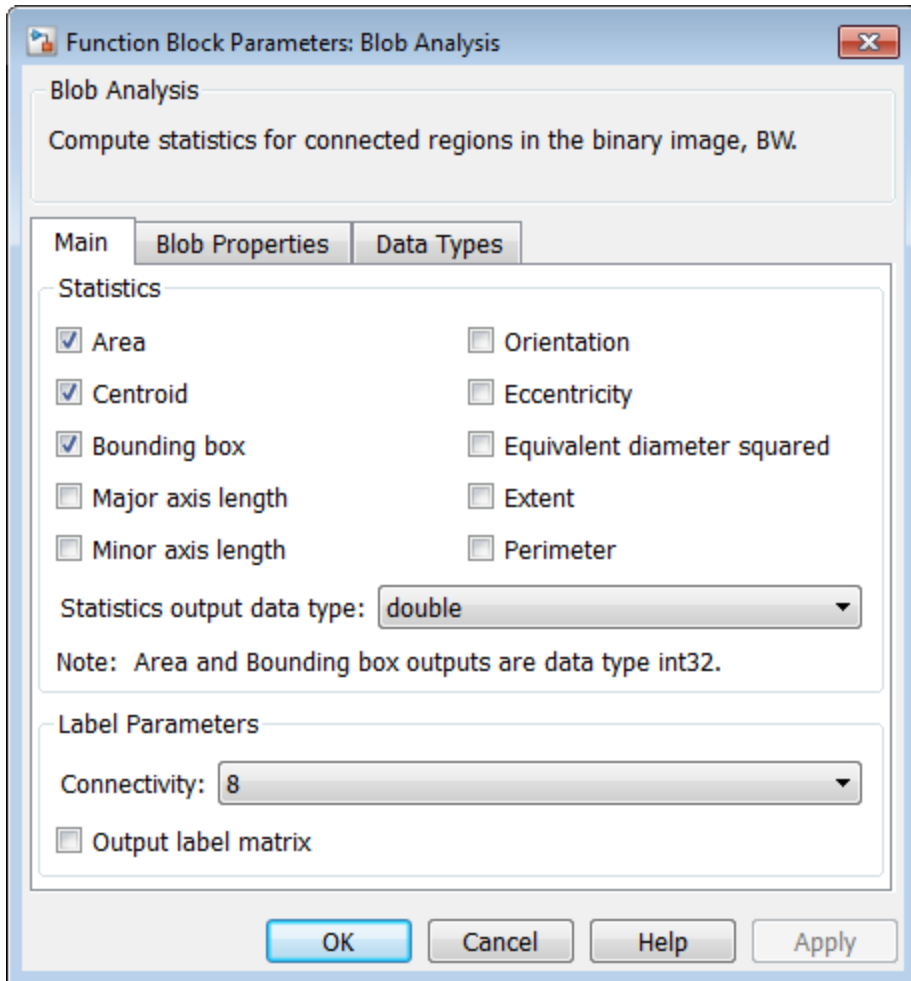 Function Block Parameters: Blob Analysis
Blob Analysis
Compute statistics for connected regions in the binary image, BW.
Main Blob Properties Data Types
Statistics
Area
Orientation
Centroid
Eccentricity
Bounding box
Equivalent diameter squared
Major axis length
Extent
Minor axis length
Perimeter
Statistics output data type: double
Note: Area and Bounding box outputs are data type int32.
Label Parameters
Connectivity: 8
Output label matrix
OK Cancel Help Apply